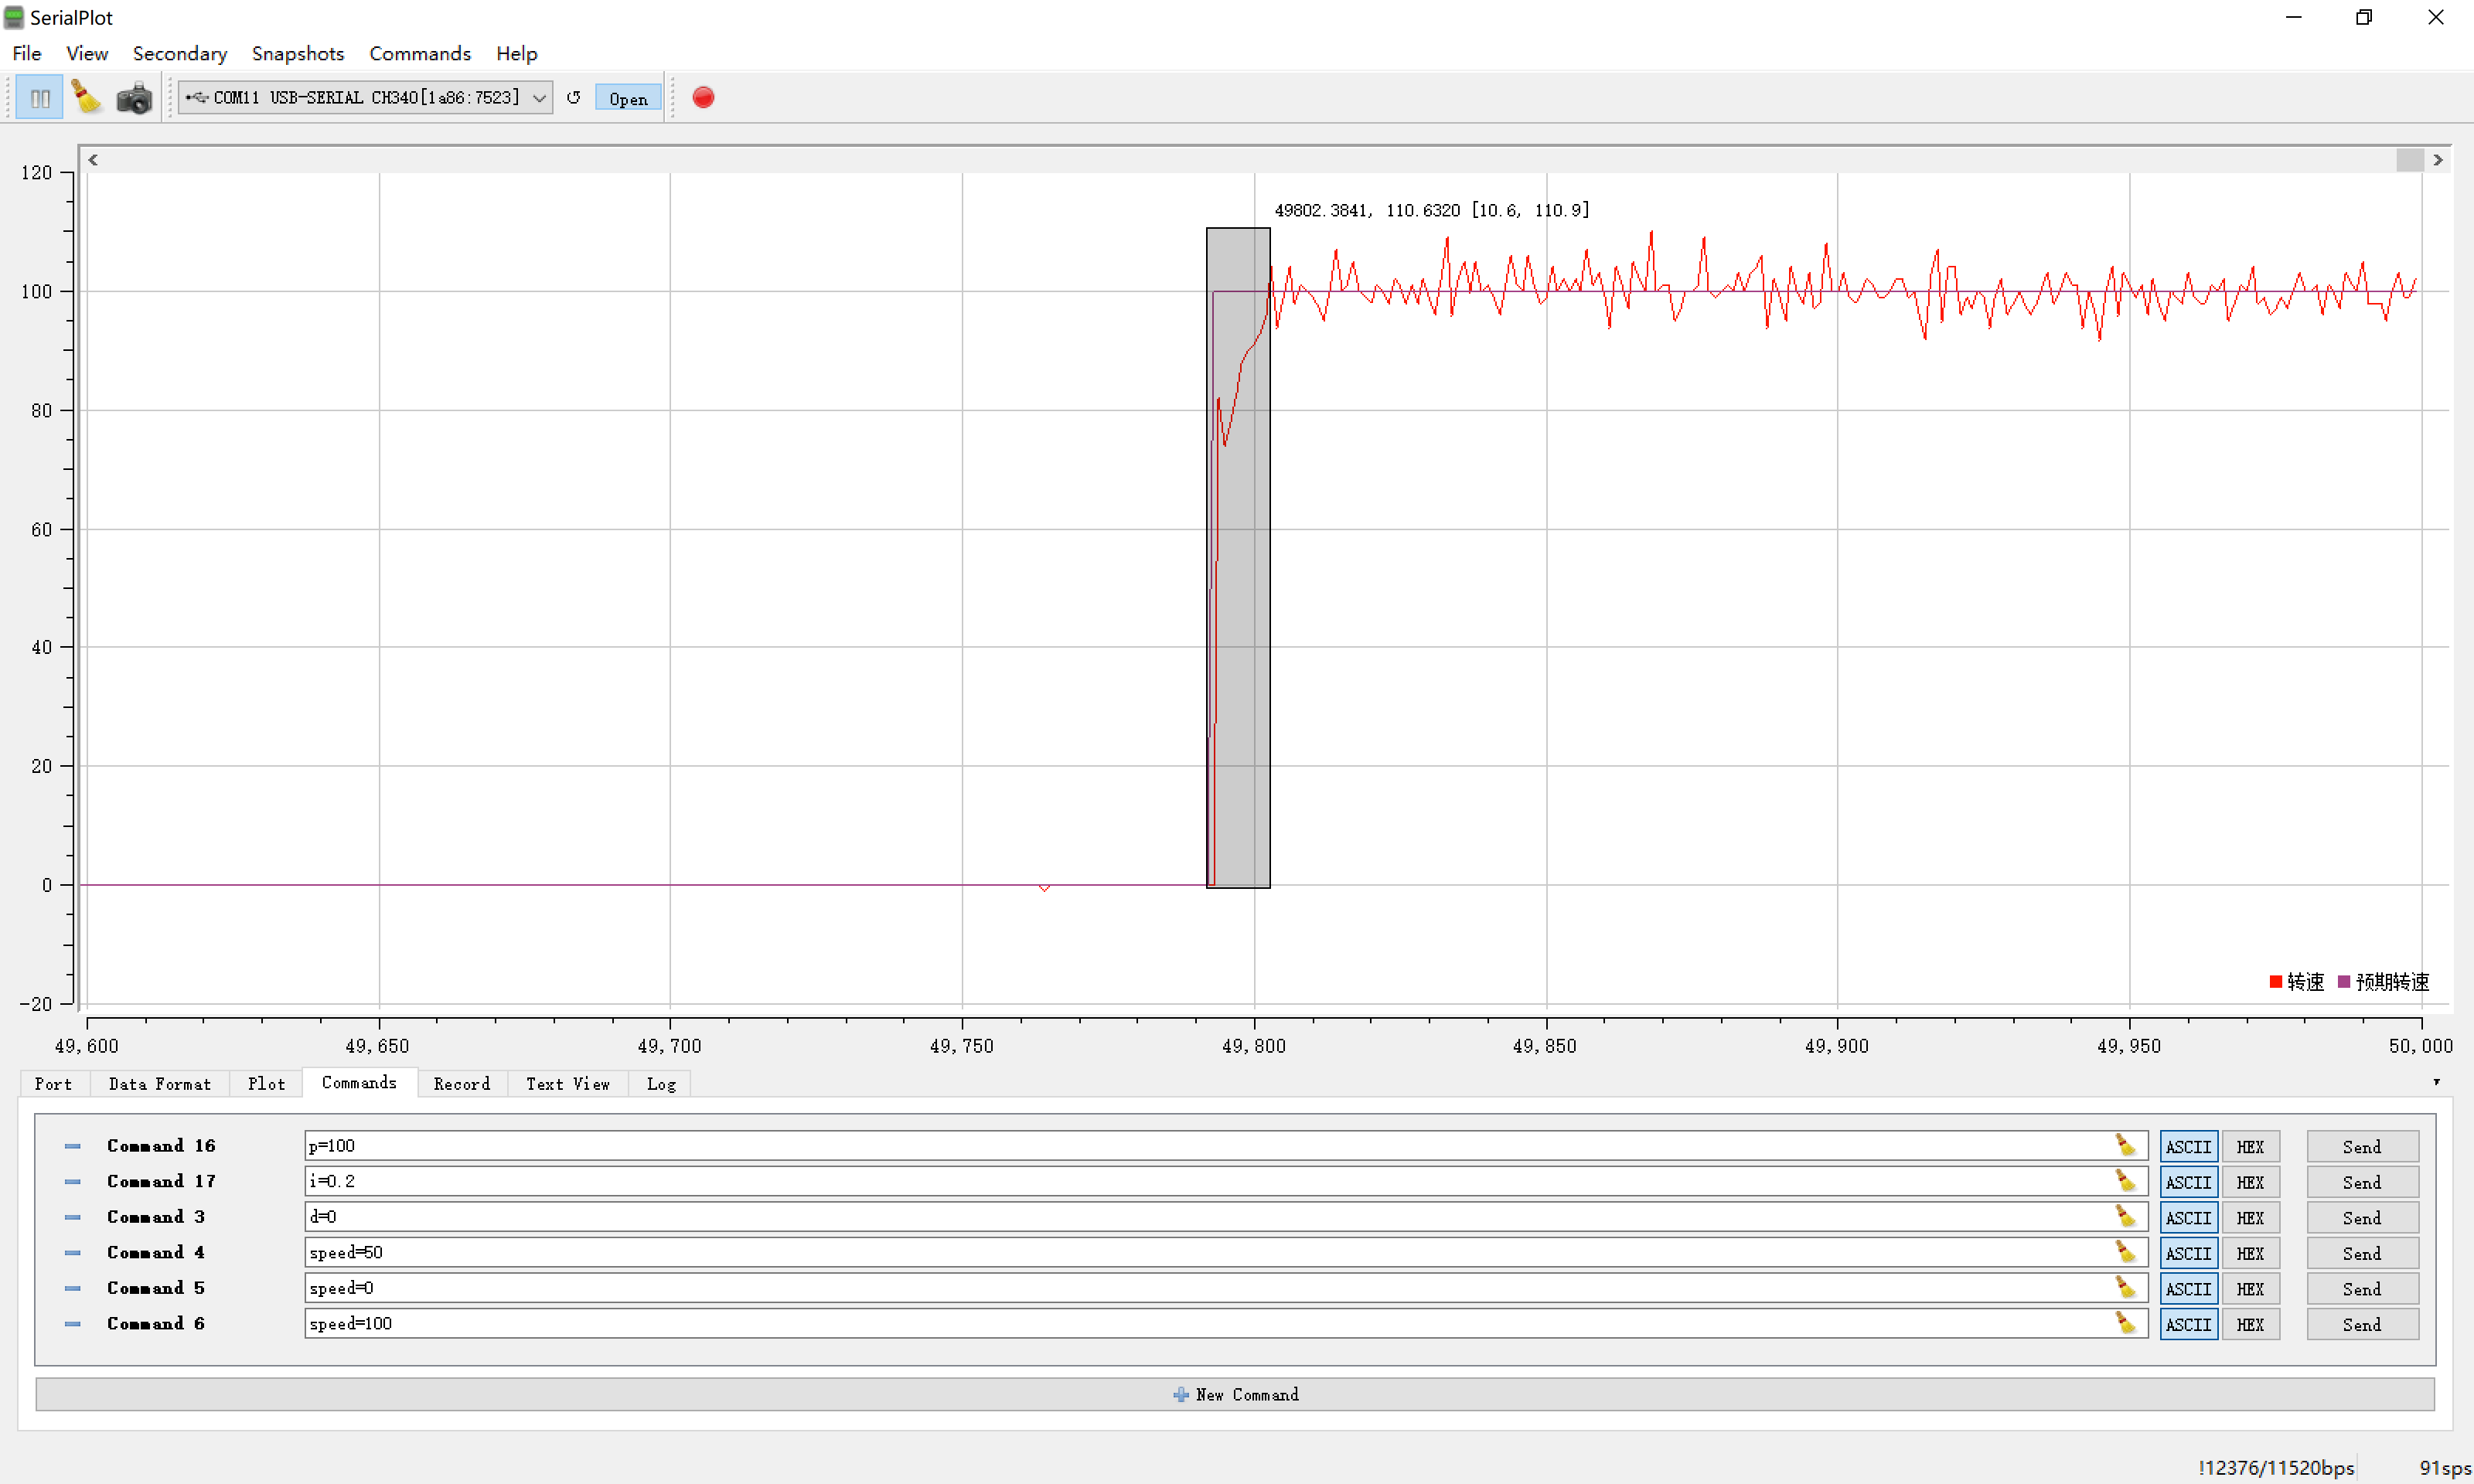 SerialPlot
File View Secondary Snapshots Commands Help
COM11 USB-SERIAL CH340[1a86:7523] Open
120
49802.3841, 110.6320 [10.6, 110.9]
100
80
60
40
20
0
转速 预期转速
-20
49,600 49,650 49,700 49,750 49,800 49,850 49,900 49,950 50,000
Port Data Format Plot Commands Record Text View Log
Command 16 p=100 ASCII HEX Send
Command 17 i=0.2 ASCII HEX Send
Command 3 d=0 ASCII HEX Send
Command 4 speed=50 ASCII HEX Send
Command 5 speed=0 ASCII HEX Send
Command 6 speed=100 ASCII HEX Send
New Command
!12376/11520bps 91sps